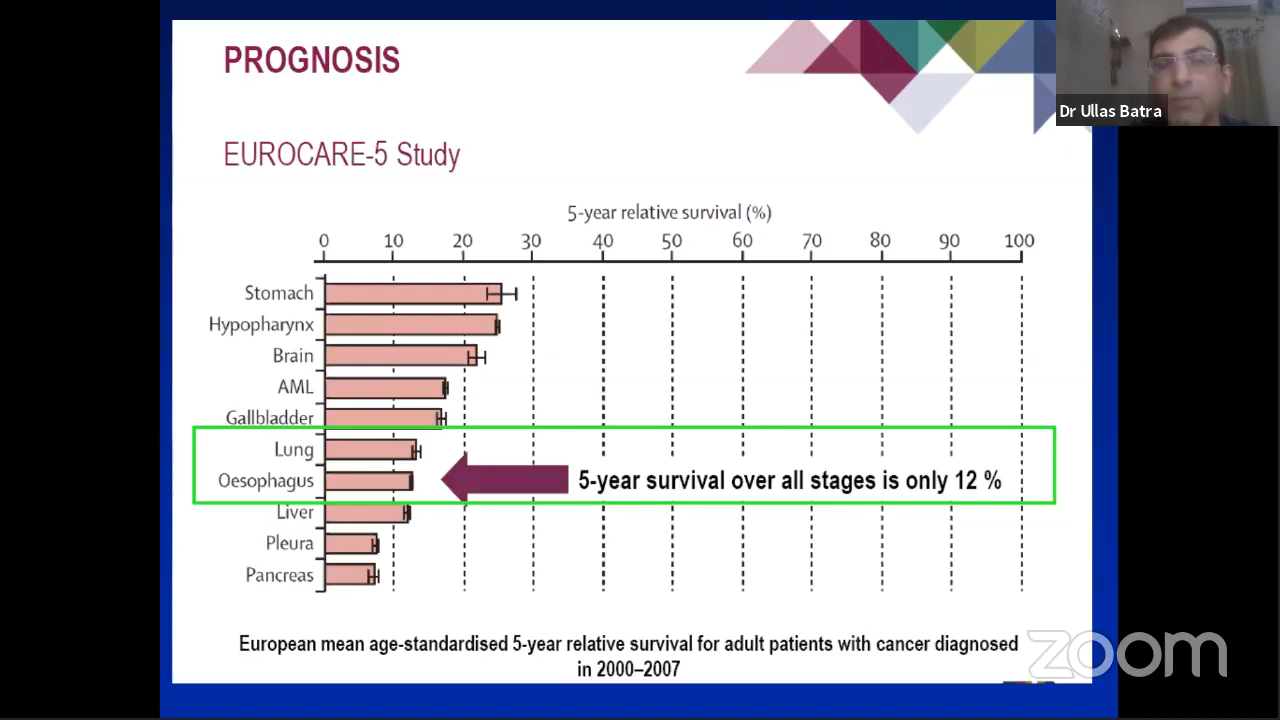 PROGNOSIS
Dr Ullas Batra
EUROCARE-5 Study
5-year relative survival (%)
0 10 20 30 40 50 60 70 80 90 100
Stomach
Hypopharynx
Brain
AML
Gallbladder
Lung
Oesophagus
5-year survival over all stages is only 12 %
Liver
Pleura
Pancreas
European mean age-standardised 5-year relative survival for adult patients with cancer diagnosed
in 2000–2007
zoom